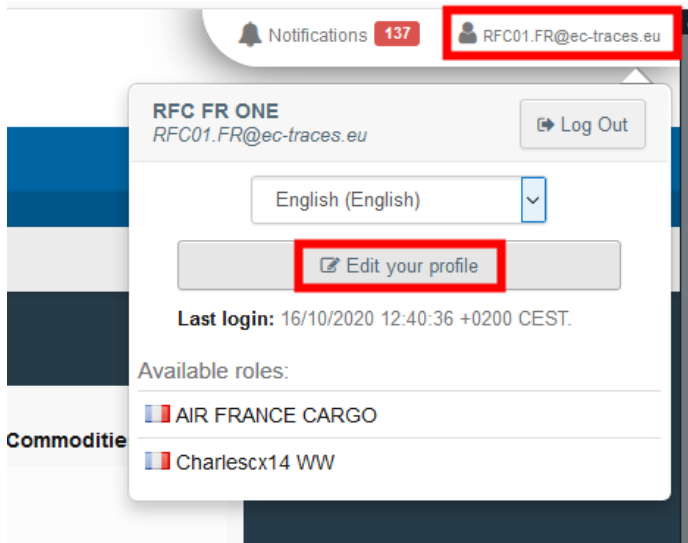 Notifications 137 RFC01.FR@ec-traces.eu
RFC FR ONE
RFC01.FR@ec-traces.eu
Log Out
English (English)
Edit your profile
Last login: 16/10/2020 12:40:36 +0200 CEST.
Available roles:
AIR FRANCE CARGO
Commoditie
Charlescx14 WW